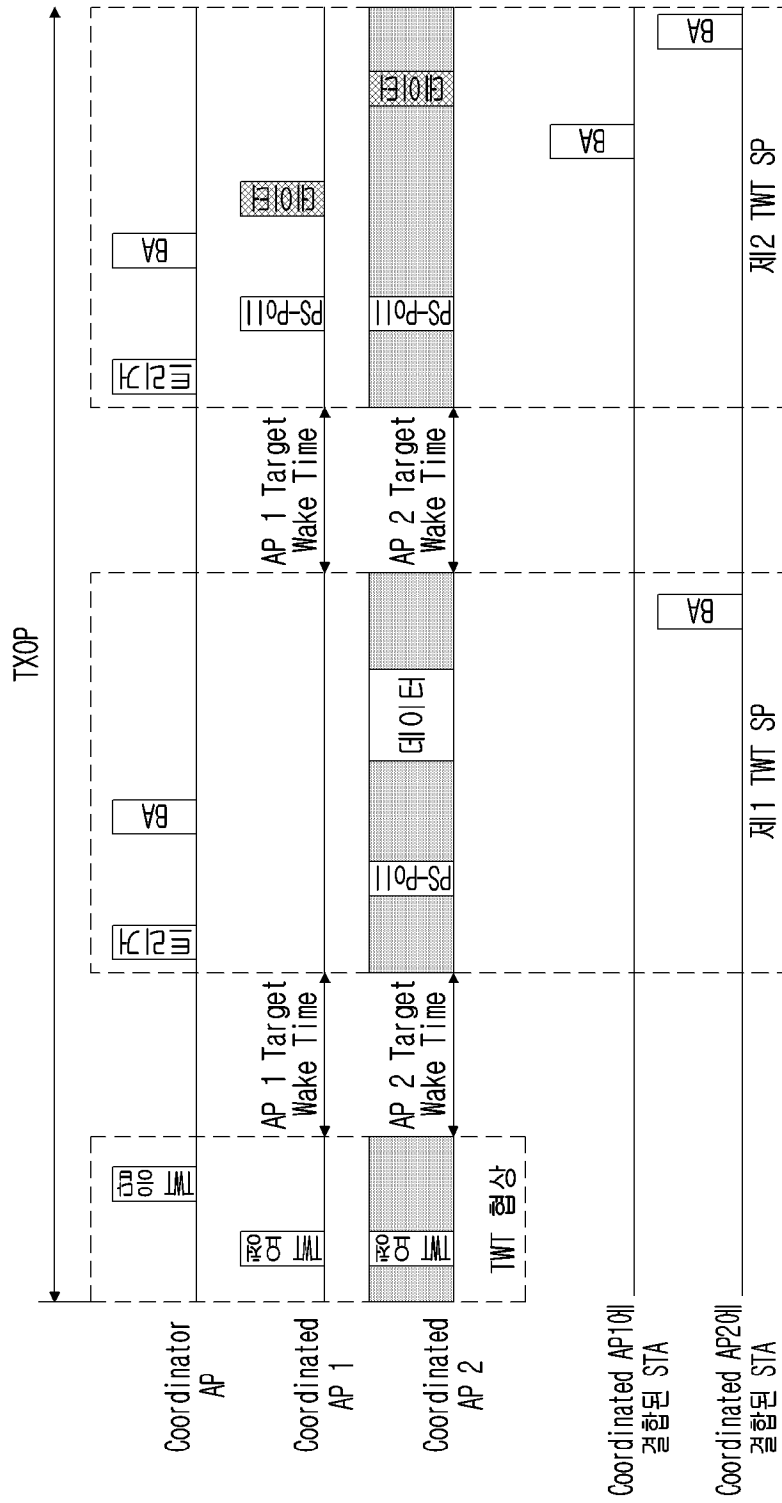 TXOP
Coordinator
AP
TWT
응답
트리거
BA
트리거
BA
Coordinated
AP 1
TWT
요청
AP 1 Target
Wake Time
AP 1 Target
Wake Time
PS-Poll
데이터
Coordinated
AP 2
TWT
요청
AP 2 Target
Wake Time
PS-Poll
데이터
AP 2 Target
Wake Time
PS-Poll
데이터
TWT 협상
Coordinated AP1에
결합된 STA
BA
Coordinated AP2에
결합된 STA
BA
BA
제1 TWT SP
제2 TWT SP